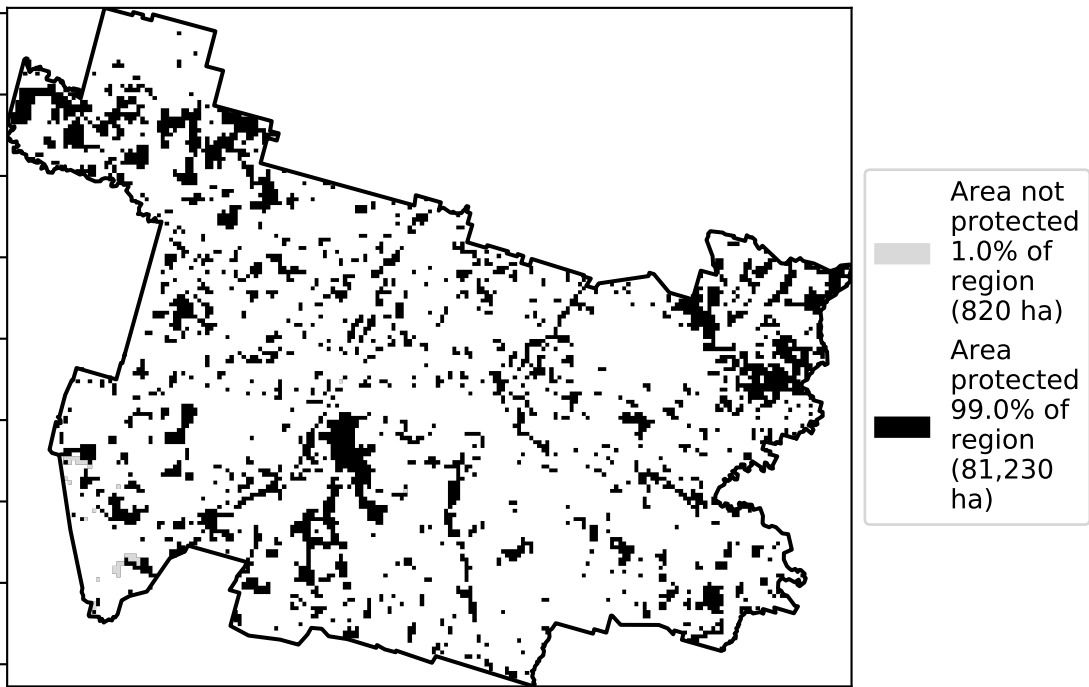 Area not
protected
1.0% of
region
(820 ha)
Area
protected
99.0% of
region
(81,230
ha)